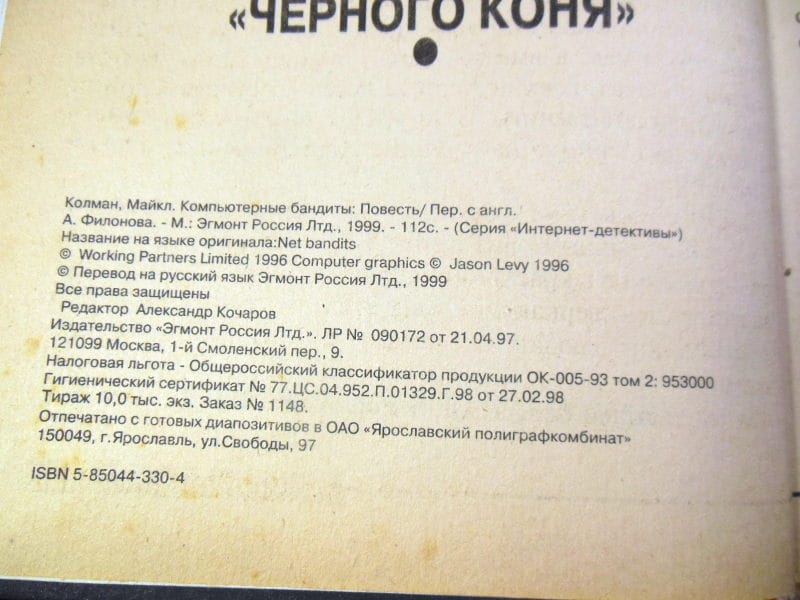 «ЧЕРНОГО КОНЯ»
Колман, Майкл. Компьютерные бандиты: Повесть/ Пер. с англ.
А. Филонова. - М.: Эгмонт Россия Лтд., 1999. - 112с. - (Серия «Интернет-детективы»)
Название на языке оригинала:Net bandits
© Working Partners Limited 1996 Computer graphics © Jason Levy 1996
© Перевод на русский язык Эгмонт Россия Лтд., 1999
Все права защищены
Редактор Александр Кочаров
Издательство «Эгмонт Россия Лтд.». ЛР № 090172 от 21.04.97.
121099 Москва, 1-й Смоленский пер., 9.
Налоговая льгота - Общероссийский классификатор продукции ОК-005-93 том 2: 953000
Гигиенический сертификат № 77.ЦС.04.952.П.01329.Г.98 от 27.02.98
Тираж 10,0 тыс. экз. Заказ № 1148.
Отпечатано с готовых диапозитивов в ОАО «Ярославский полиграфкомбинат»
150049, г.Ярославль, ул.Свободы, 97
ISBN 5-85044-330-4